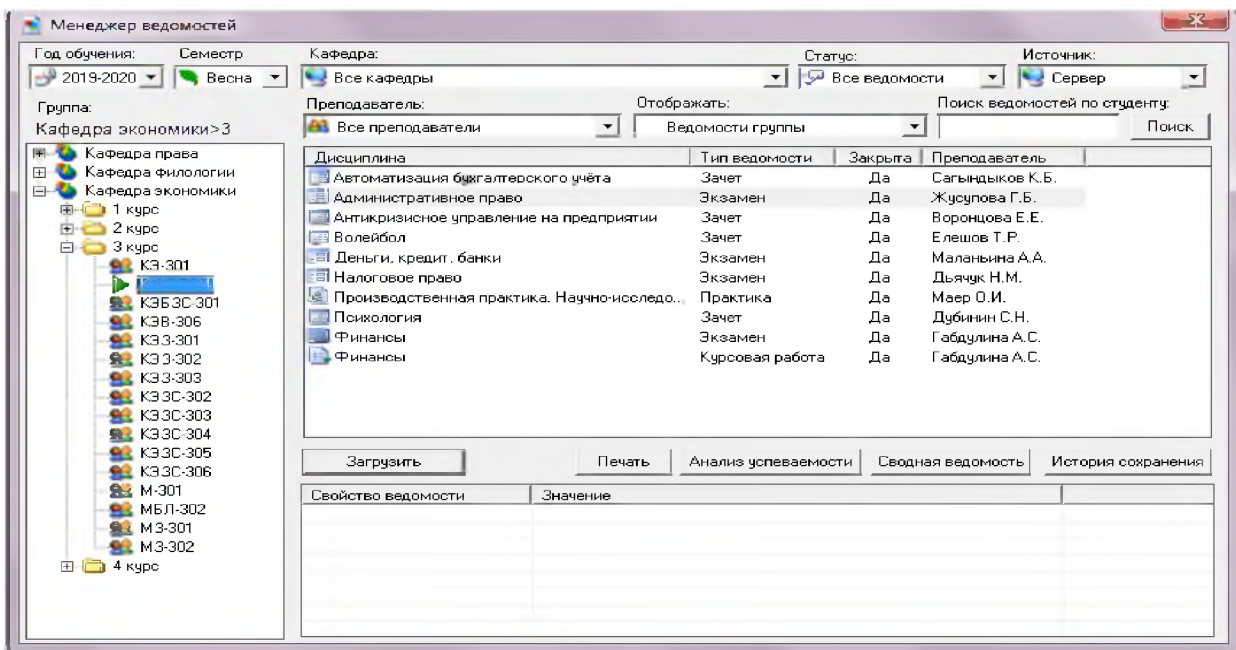 Менеджер ведомостей
Год обучения: Семестр Кафедра: Статус: Источник:
2019-2020 Весна Все кафедры Все ведомости Сервер
Группа: Преподаватель: Отображать: Поиск ведомостей по студенту:
Кафедра экономики>3 Все преподаватели Ведомости группы Поиск
Кафедра права
Кафедра филологии
Кафедра экономики
1 курс
2 курс
3 курс
КЭ-301
КЭБЗС-301
КЭВ-306
КЭЗ-301
КЭЗ-302
КЭЗ-303
КЭЗС-302
КЭЗС-303
КЭЗС-304
КЭЗС-305
КЭЗС-306
М-301
МБЛ-302
МЗ-301
МЗ-302
4 курс
Дисциплина Тип ведомости Закрыта Преподаватель
Автоматизация бухгалтерского учёта Зачет Да Сагындыков К.Б.
Административное право Экзамен Да Жусупова Г.Б.
Антикризисное управление на предприятии Зачет Да Воронцова Е.Е.
Волейбол Зачет Да Елешов Т.Р.
Деньги, кредит, банки Экзамен Да Маланьина А.А.
Налоговое право Экзамен Да Дьячук Н.М.
Производственная практика. Научно-исследо... Практика Да Маер О.И.
Психология Зачет Да Дубинин С.Н.
Финансы Экзамен Да Габдулина А.С.
Финансы Курсовая работа Да Габдулина А.С.
Загрузить Печать Анализ успеваемости Сводная ведомость История сохранения
Свойство ведомости Значение